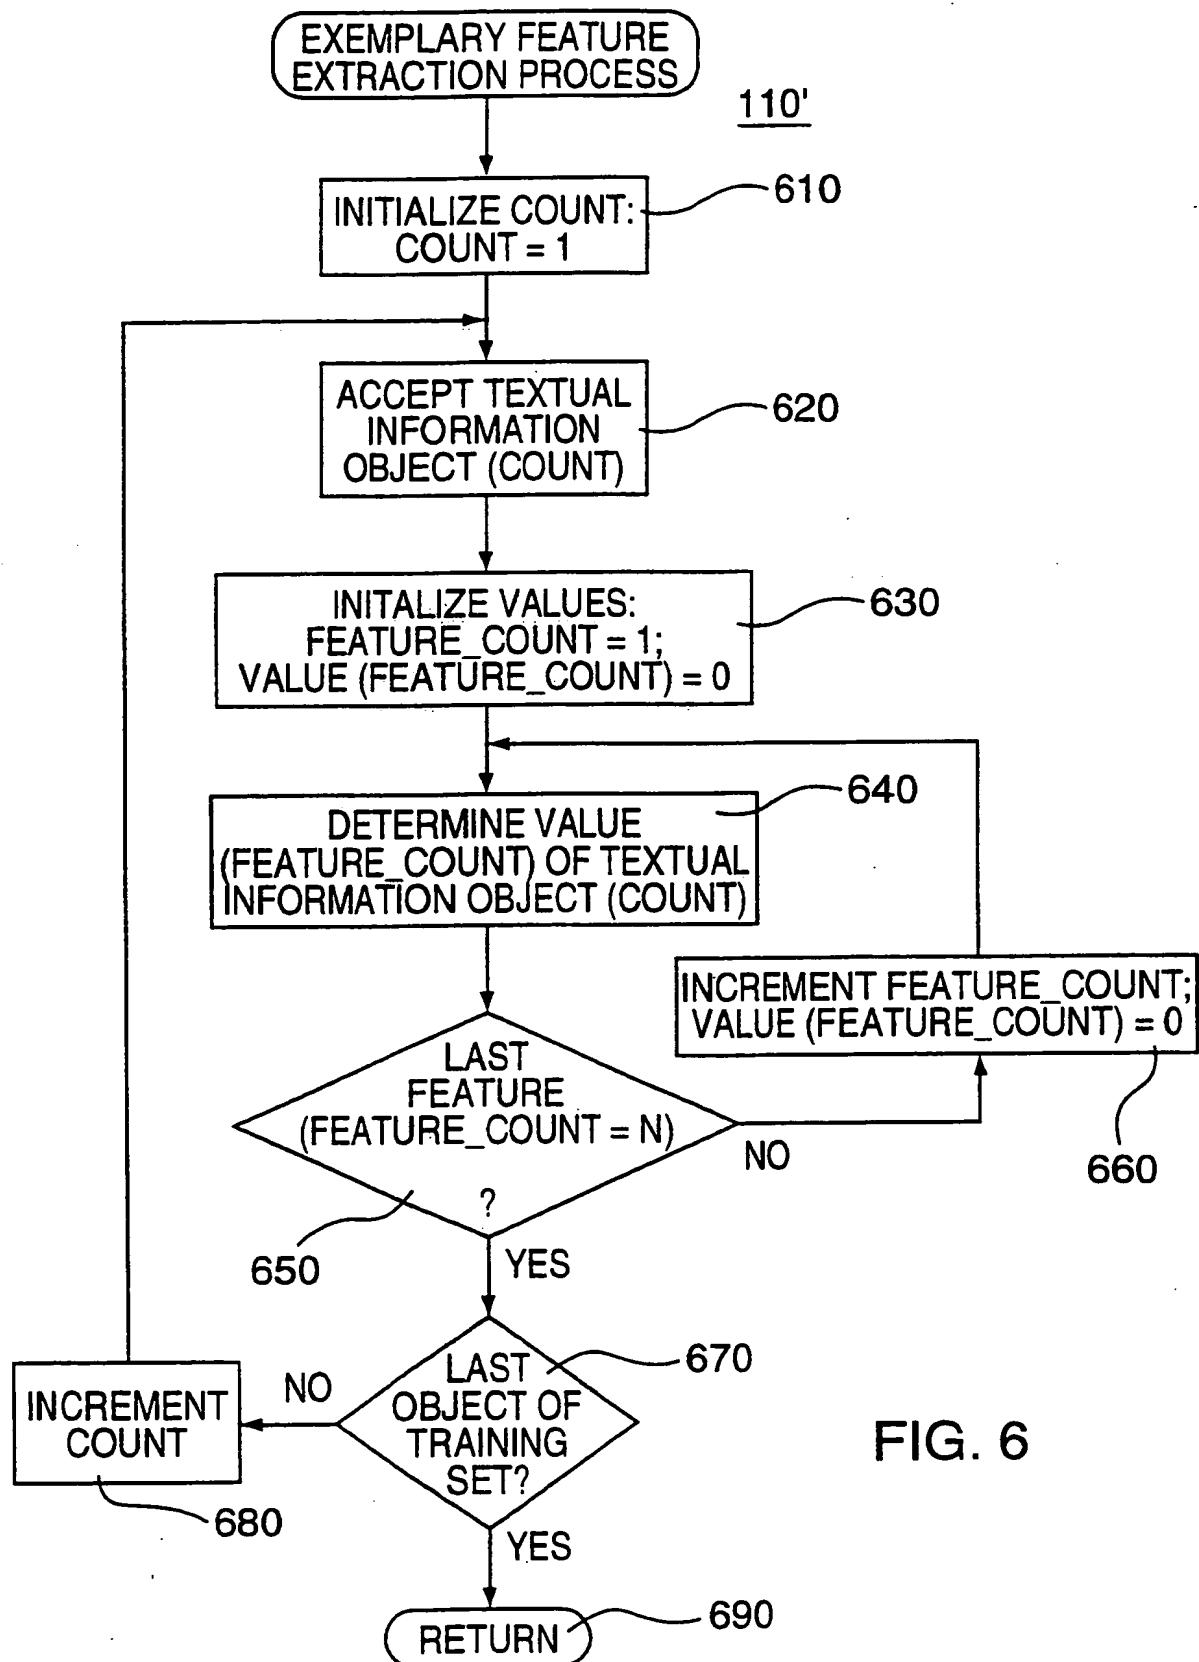 EXEMPLARY FEATURE
EXTRACTION PROCESS
110'
INITIALIZE COUNT:
COUNT = 1
610
ACCEPT TEXTUAL
INFORMATION
OBJECT (COUNT)
620
INITALIZE VALUES:
FEATURE_COUNT = 1;
VALUE (FEATURE_COUNT) = 0
630
640
DETERMINE VALUE
(FEATURE_COUNT) OF TEXTUAL
INFORMATION OBJECT (COUNT)
INCREMENT FEATURE_COUNT;
VALUE (FEATURE_COUNT) = 0
660
LAST
FEATURE
(FEATURE_COUNT = N)
?
NO
650
YES
670
LAST
OBJECT OF
TRAINING
SET?
NO
INCREMENT
COUNT
680
FIG. 6
YES
RETURN
690